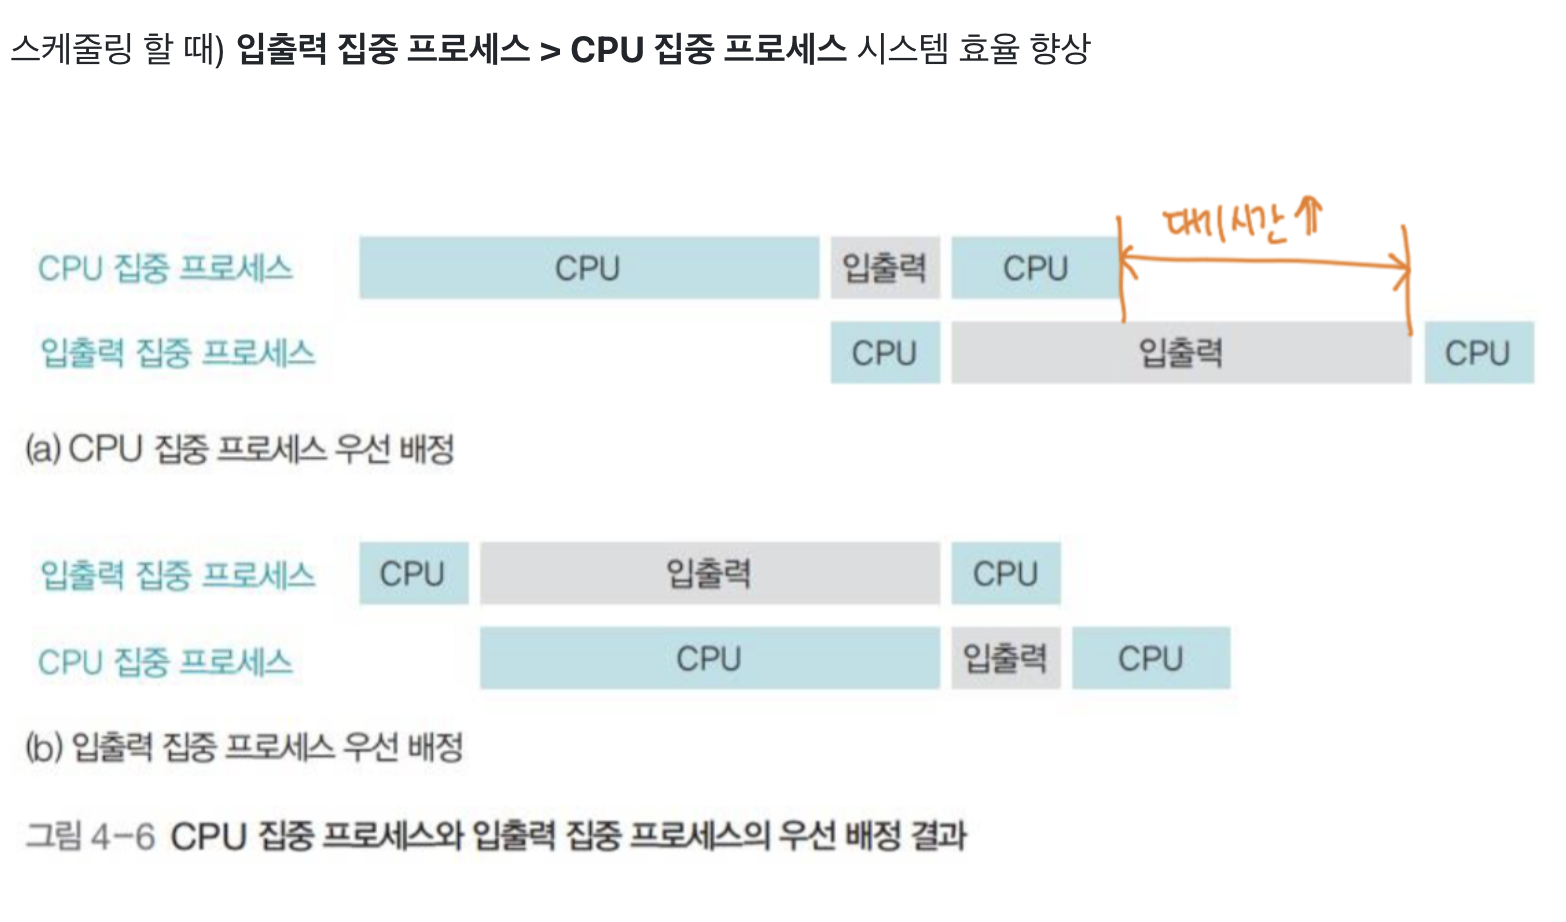 스케줄링 할 때) 입출력 집중 프로세스 > CPU 집중 프로세스 시스템 효율 향상
대기시간 ⇑
CPU 집중 프로세스 CPU 입출력 CPU
입출력 집중 프로세스 CPU 입출력 CPU
(a) CPU 집중 프로세스 우선 배정
입출력 집중 프로세스 CPU 입출력 CPU
CPU 집중 프로세스 CPU 입출력 CPU
(b) 입출력 집중 프로세스 우선 배정
그림 4-6 CPU 집중 프로세스와 입출력 집중 프로세스의 우선 배정 결과